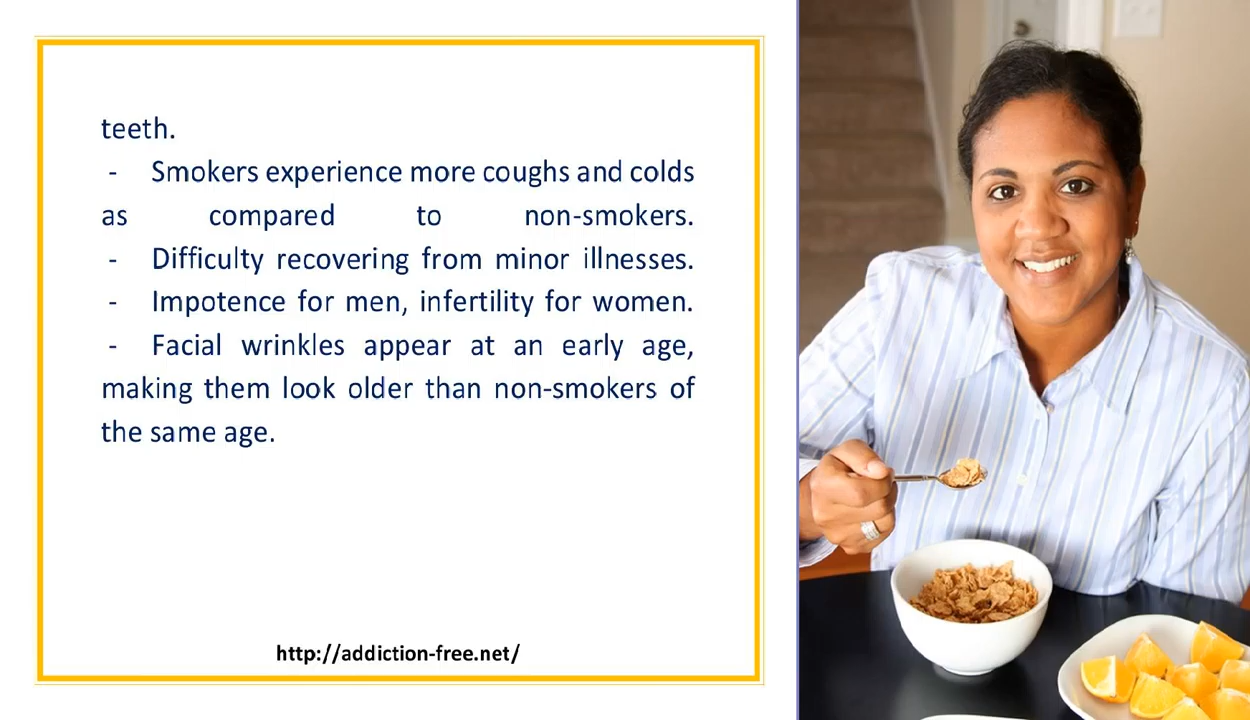 teeth.
- Smokers experience more coughs and colds
as compared to non-smokers.
- Difficulty recovering from minor illnesses.
- Impotence for men, infertility for women.
- Facial wrinkles appear at an early age,
making them look older than non-smokers of
the same age.
http://addiction-free.net/